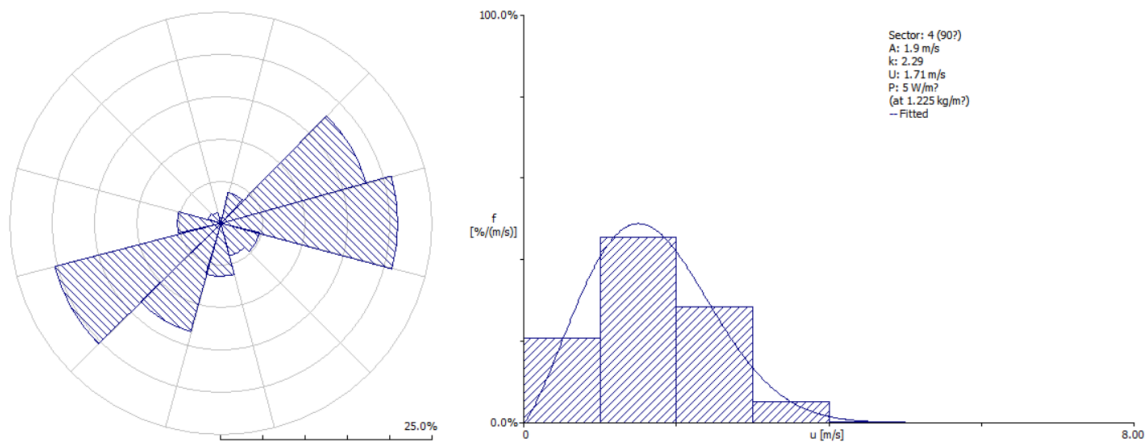 25.0%
100.0%
f
[%/(m/s)]
0.0%
0
u [m/s]
8.00
Sector: 4 (90?)
A: 1.9 m/s
k: 2.29
U: 1.71 m/s
P: 5 W/m?
(at 1.225 kg/m?)
— Fitted